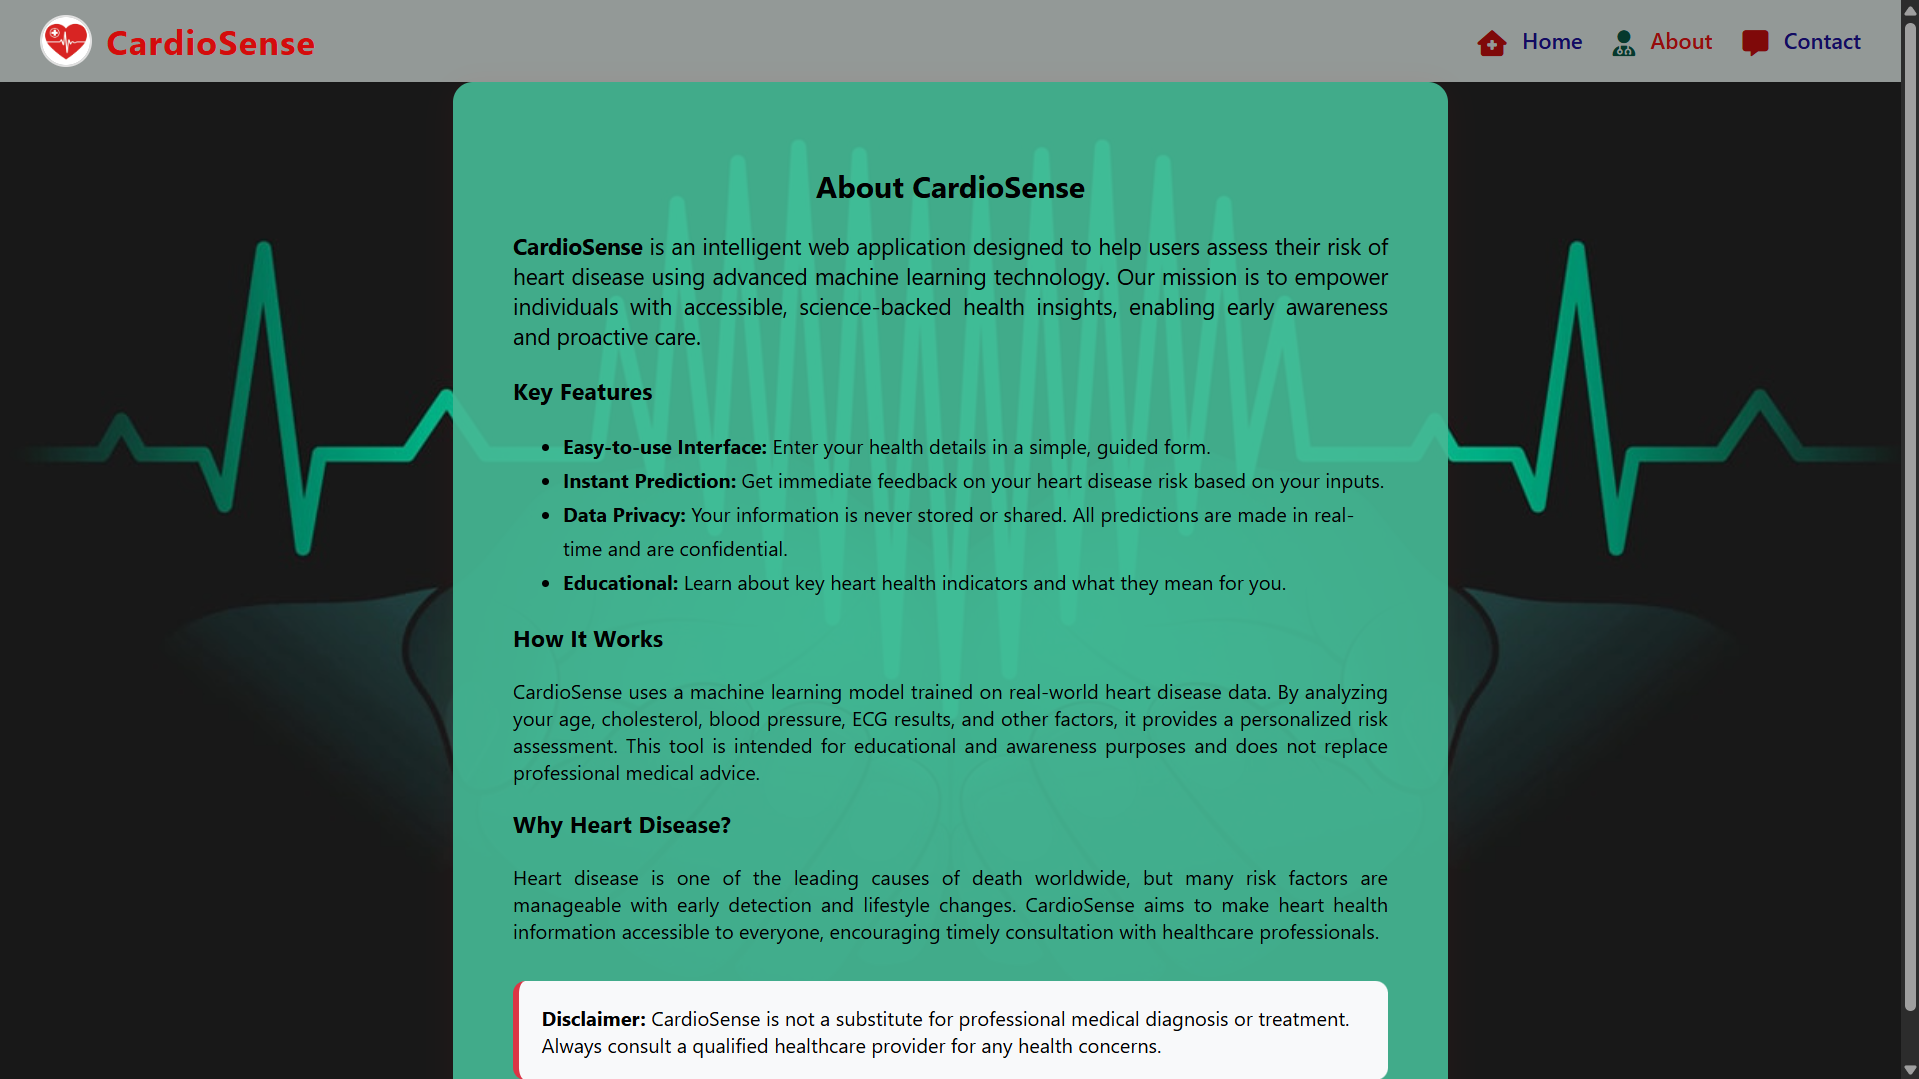 CardioSense
Home
About
Contact
About CardioSense
CardioSense is an intelligent web application designed to help users assess their risk of
heart disease using advanced machine learning technology. Our mission is to empower
individuals with accessible, science-backed health insights, enabling early awareness
and proactive care.
Key Features
• Easy-to-use Interface: Enter your health details in a simple, guided form.
• Instant Prediction: Get immediate feedback on your heart disease risk based on your inputs.
• Data Privacy: Your information is never stored or shared. All predictions are made in real-
time and are confidential.
• Educational: Learn about key heart health indicators and what they mean for you.
How It Works
CardioSense uses a machine learning model trained on real-world heart disease data. By analyzing
your age, cholesterol, blood pressure, ECG results, and other factors, it provides a personalized risk
assessment. This tool is intended for educational and awareness purposes and does not replace
professional medical advice.
Why Heart Disease?
Heart disease is one of the leading causes of death worldwide, but many risk factors are
manageable with early detection and lifestyle changes. CardioSense aims to make heart health
information accessible to everyone, encouraging timely consultation with healthcare professionals.
Disclaimer: CardioSense is not a substitute for professional medical diagnosis or treatment.
Always consult a qualified healthcare provider for any health concerns.